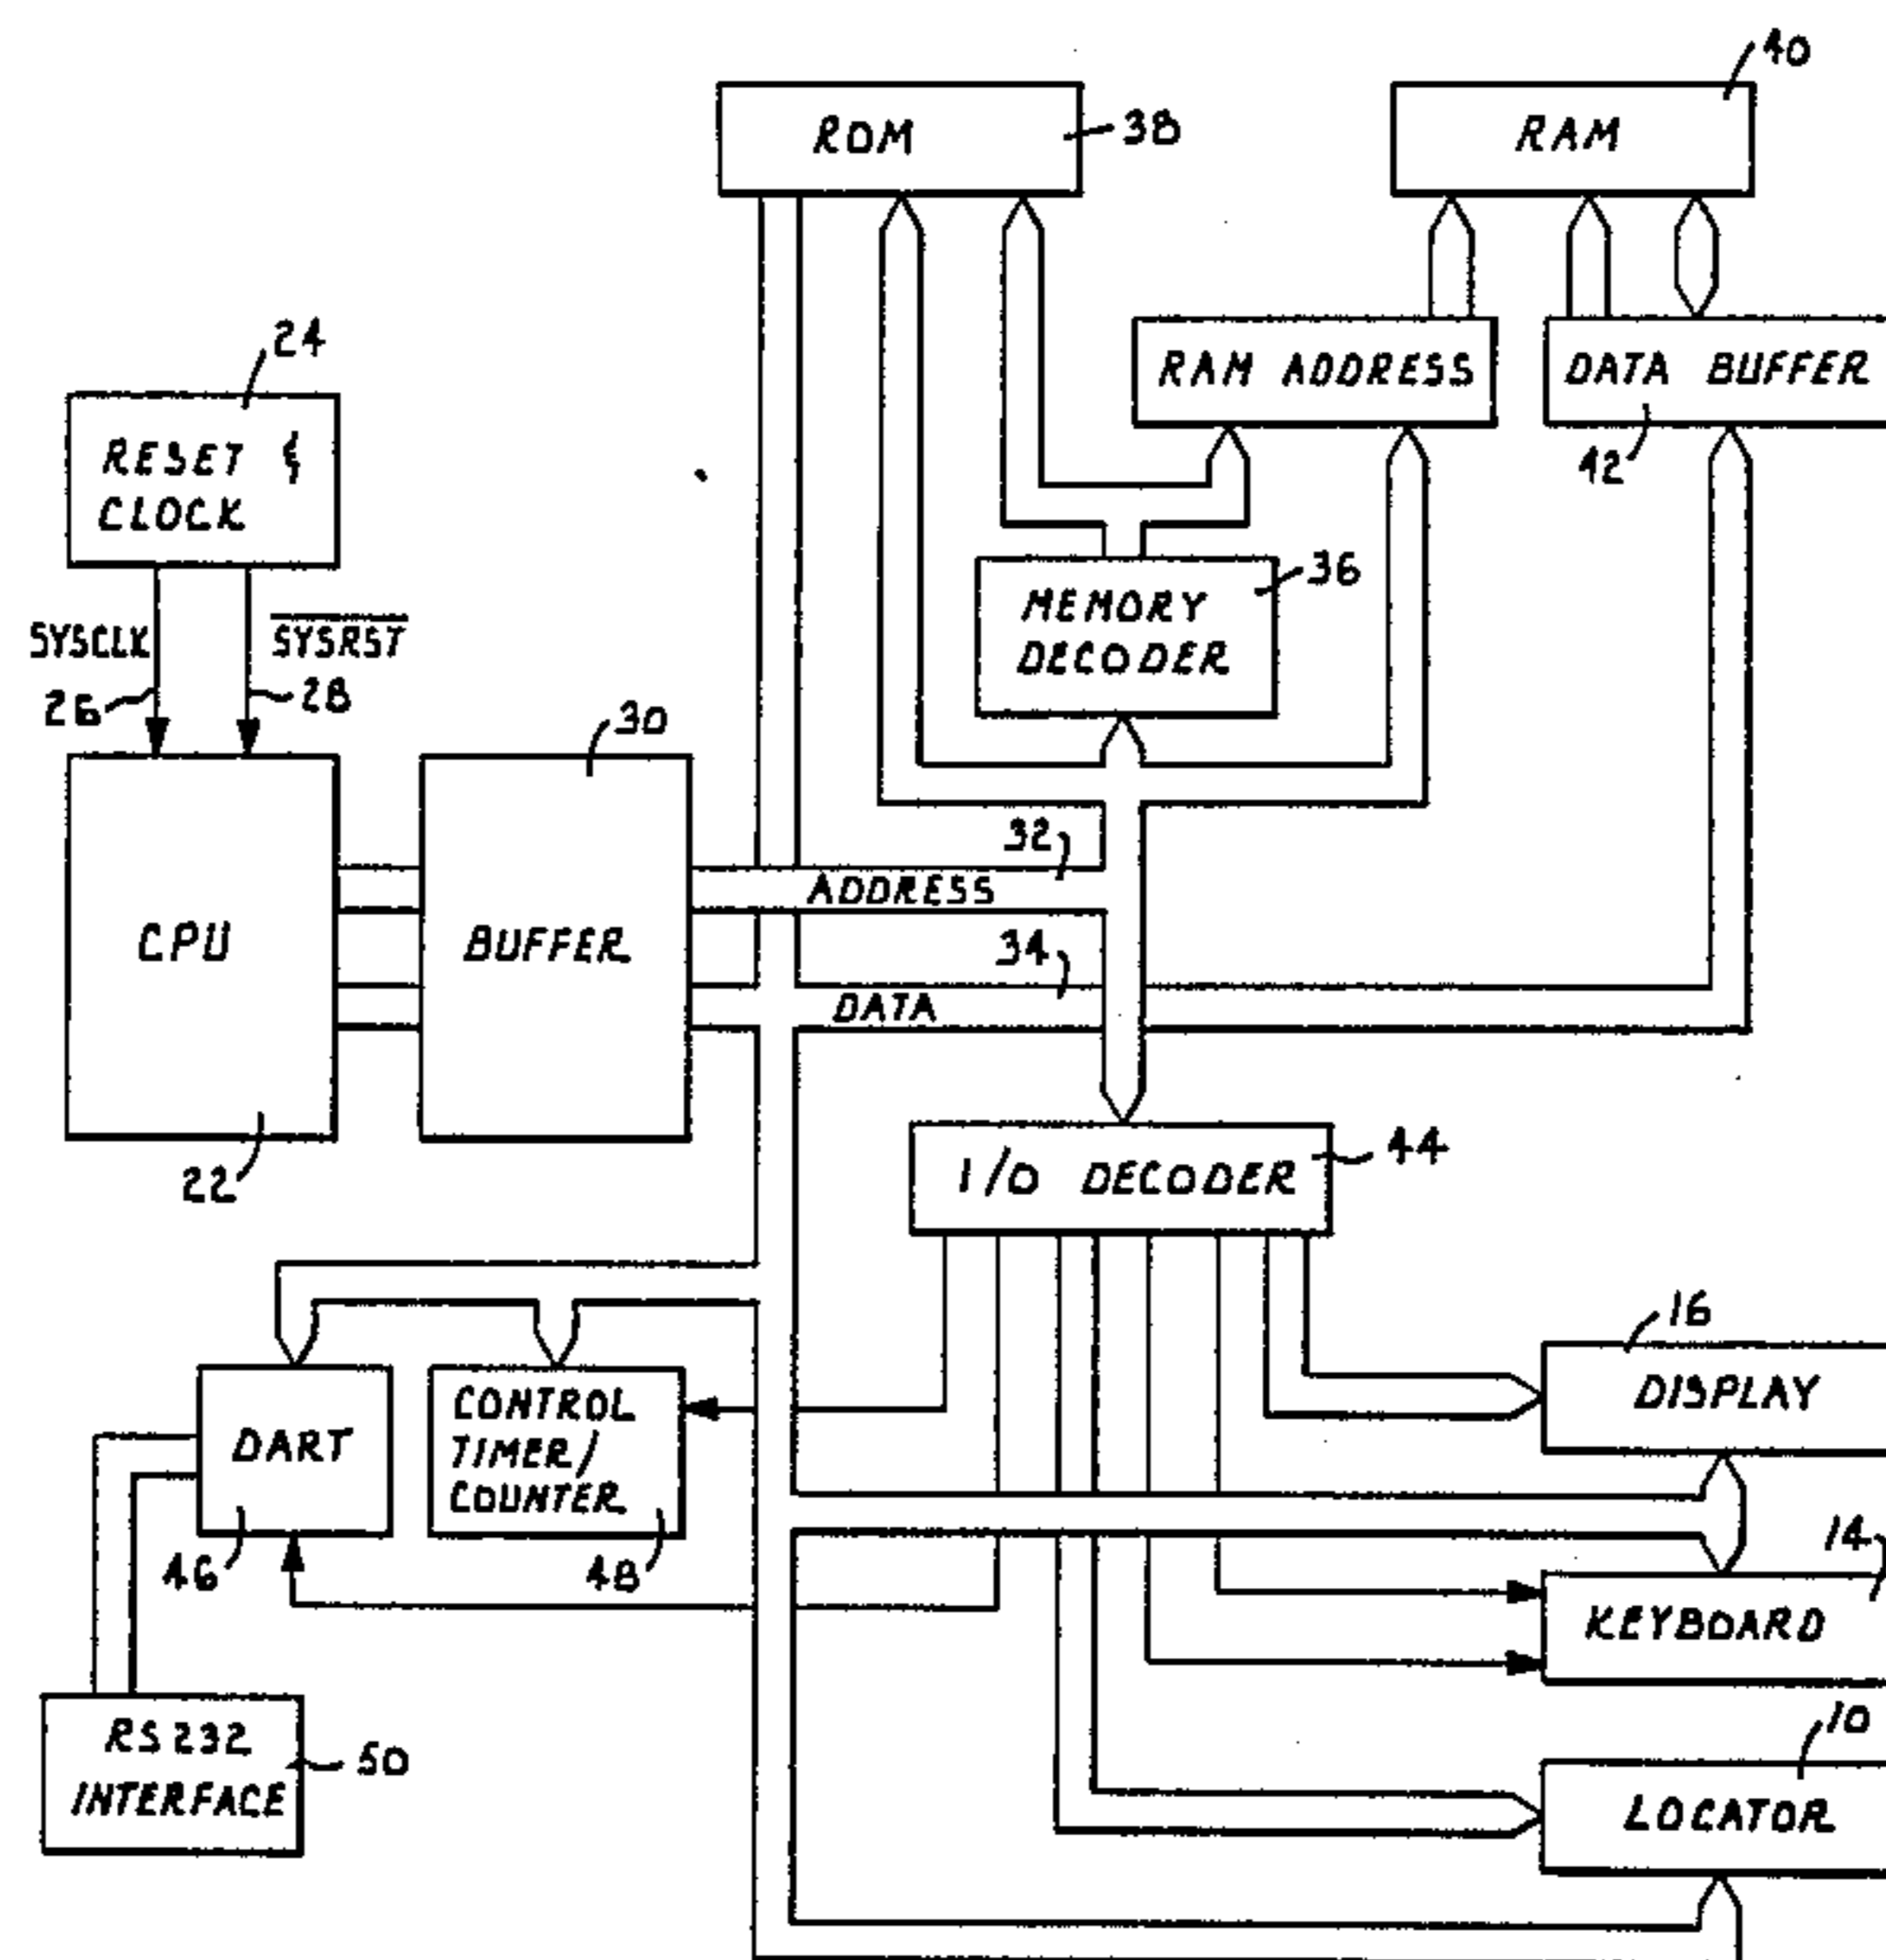 40
ROM
38
RAM
24
RAM ADDRESS
DATA BUFFER
42
RESET &
CLOCK
36
MEMORY
DECODER
SYSCLK
SYSRST
26
28
30
32
ADDRESS
CPU
BUFFER
34
DATA
22
44
I/O DECODER
16
DISPLAY
CONTROL
TIMER/
COUNTER
DART
46
48
14
KEYBOARD
10
RS232
INTERFACE
50
LOCATOR